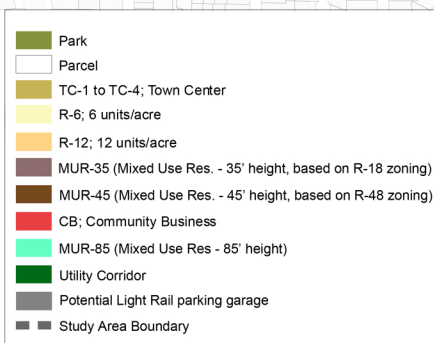 Park
Parcel
TC-1 to TC-4; Town Center
R-6; 6 units/acre
R-12; 12 units/acre
MUR-35 (Mixed Use Res. - 35' height, based on R-18 zoning)
MUR-45 (Mixed Use Res. - 45' height, based on R-48 zoning)
CB; Community Business
MUR-85 (Mixed Use Res - 85' height)
Utility Corridor
Potential Light Rail parking garage
Study Area Boundary